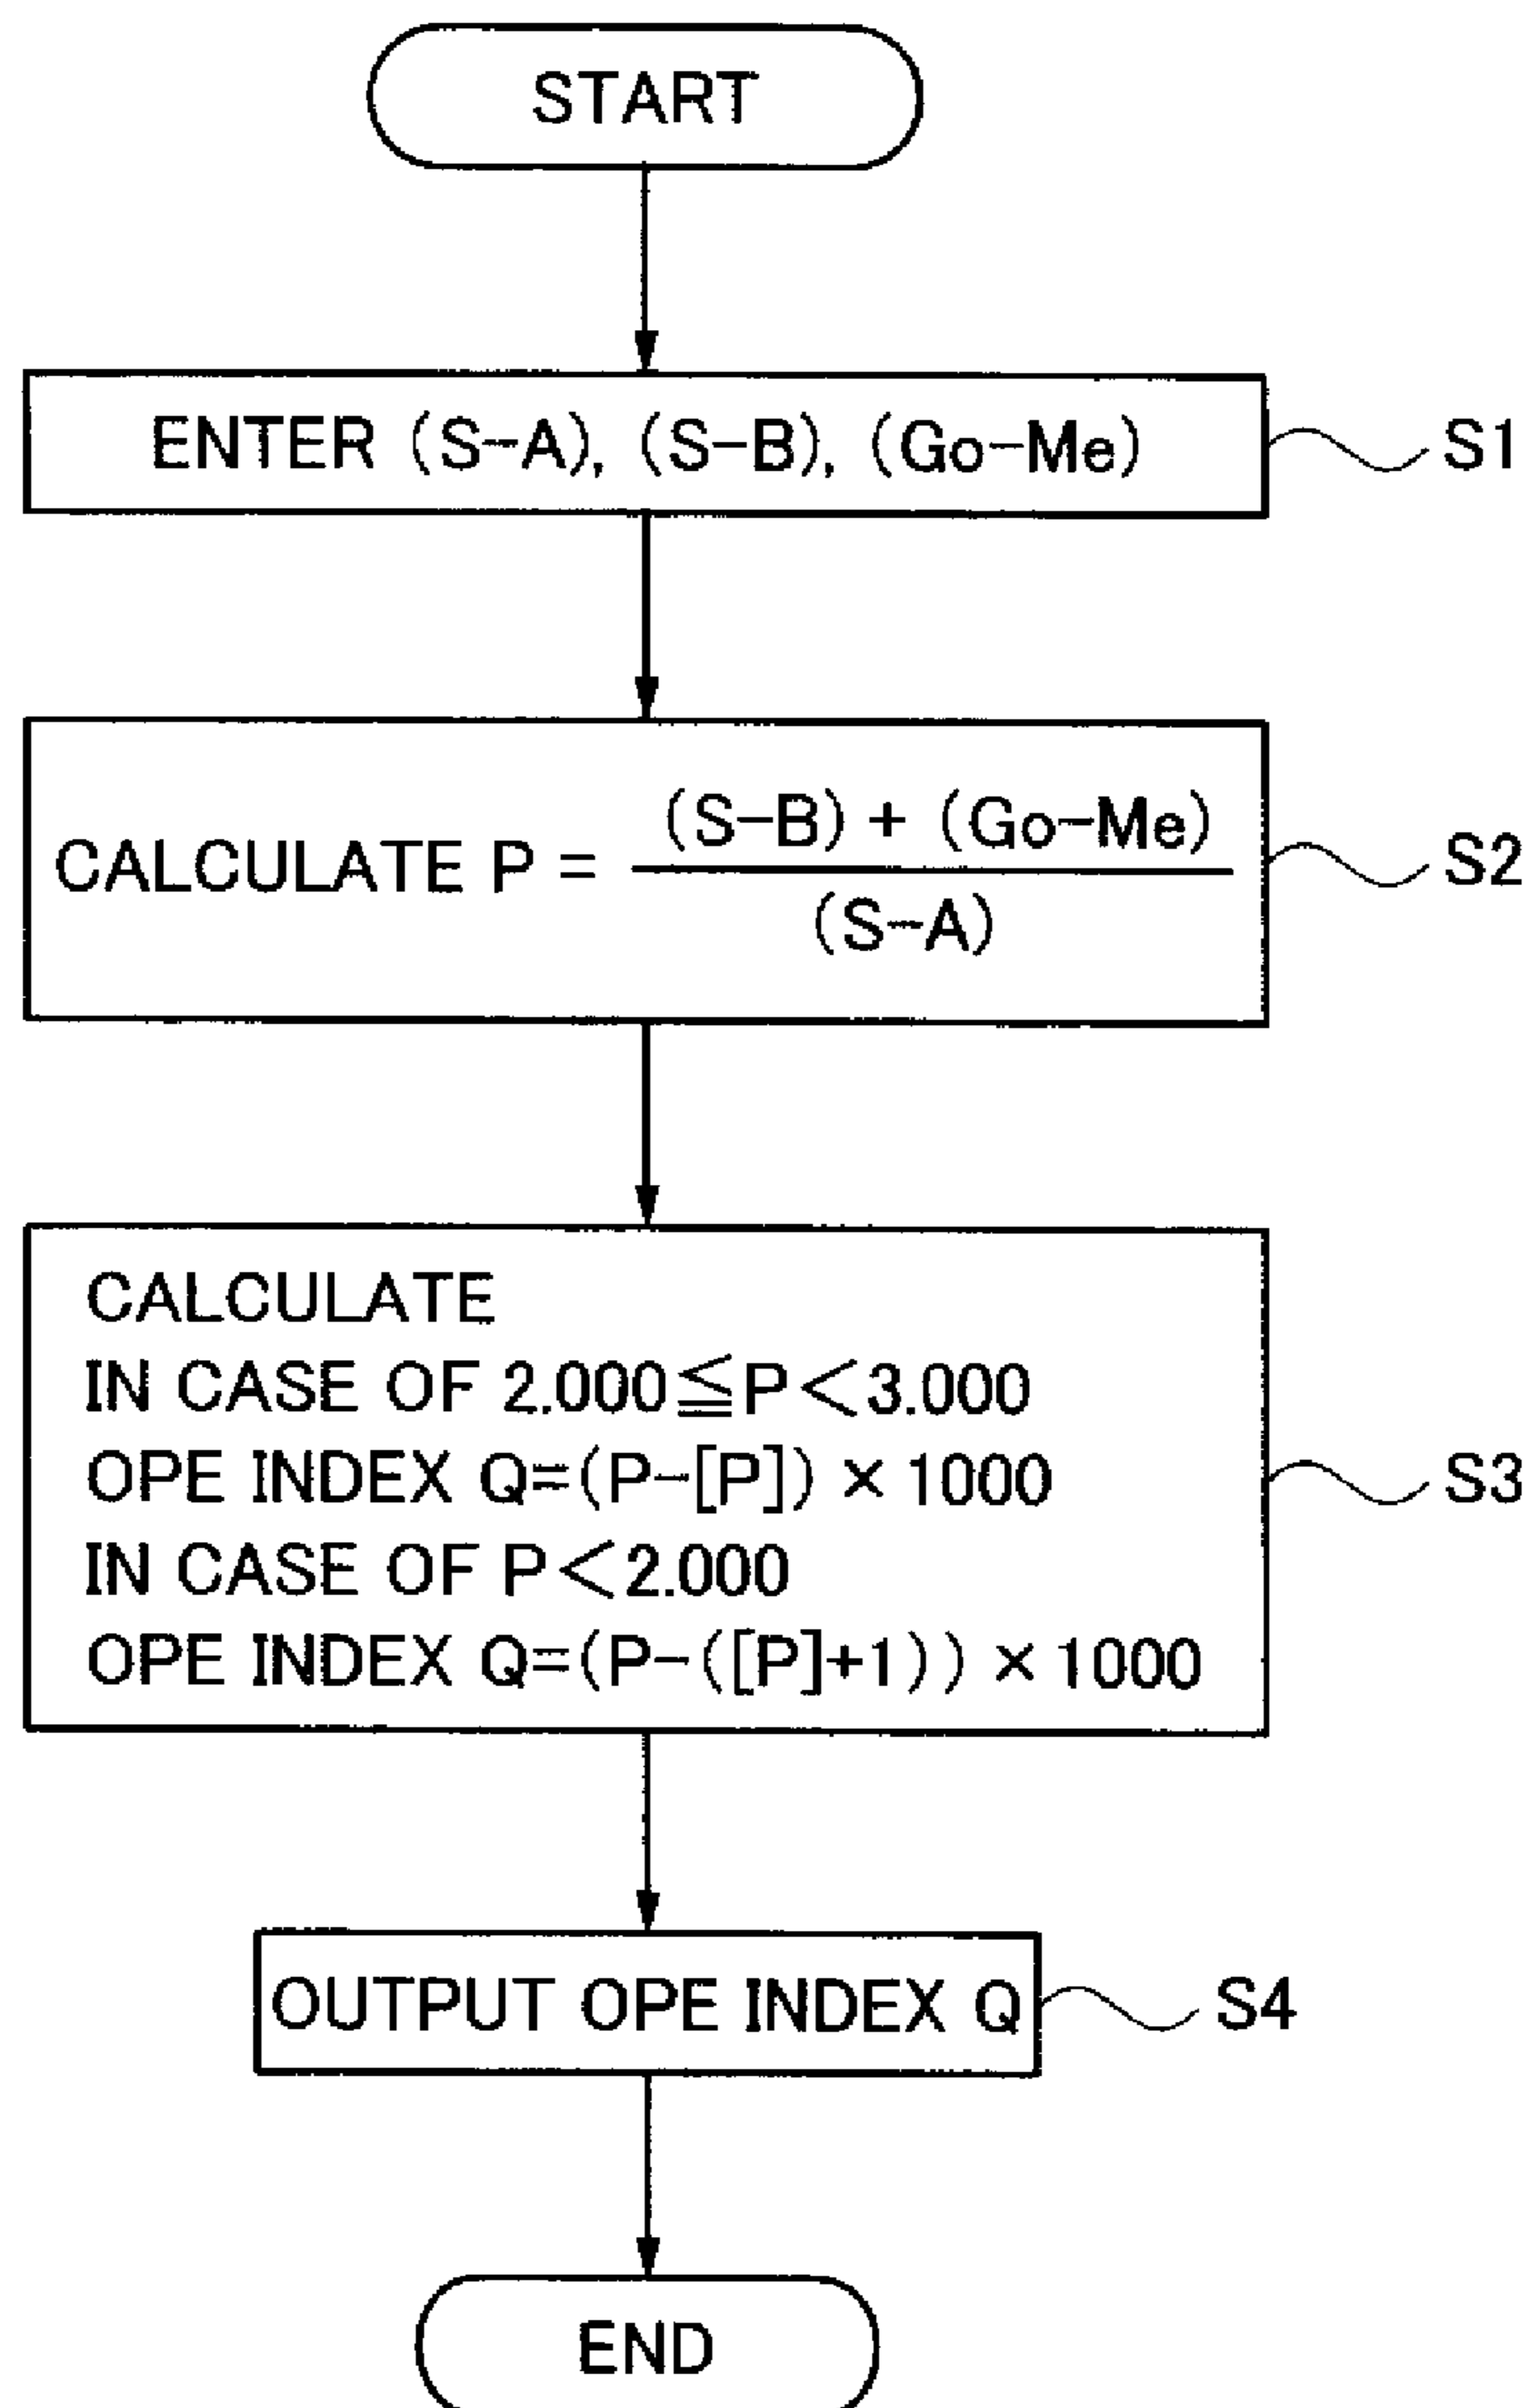 START
ENTER (S-A), (S-B), (Go-Me)
S1
(S-B) + (Go-Me)
CALCULATE P =
(S-A)
S2
CALCULATE
IN CASE OF 2.000≦P<3.000
OPE INDEX Q=(P-[P])×1000
IN CASE OF P<2.000
OPE INDEX Q=(P-([P]+1))×1000
S3
OUTPUT OPE INDEX Q
S4
END